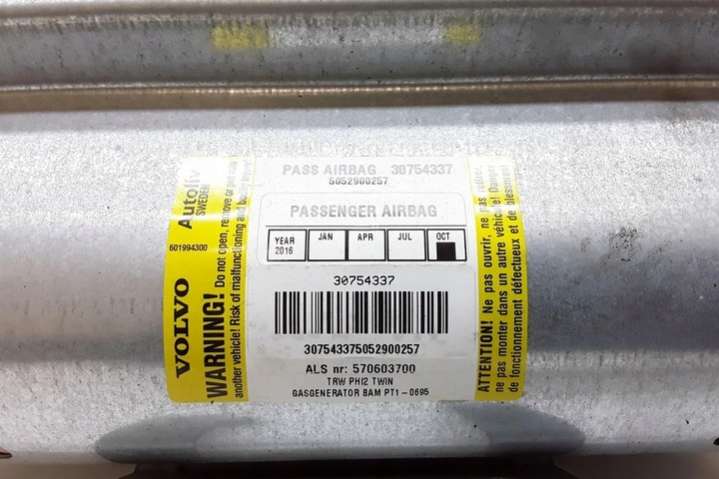 VOLVO
Autoliv
SWEDEN
601994300
WARNING! Do not open, remove or
another vehicle! Risk of malfunctioning and
PASS AIRBAG 30754337
5052900257
PASSENGER AIRBAG
YEAR 2016 JAN APR JUL OCT
30754337
307543375052900257
ALS nr: 570603700
TRW PHI2 TWIN
GASGENERATOR BAM PT1-0695
ATTENTION! Ne pas ouvrir, ne pas
ne pas monter dans un autre véhicule!
de fonctionnement défectueux et de